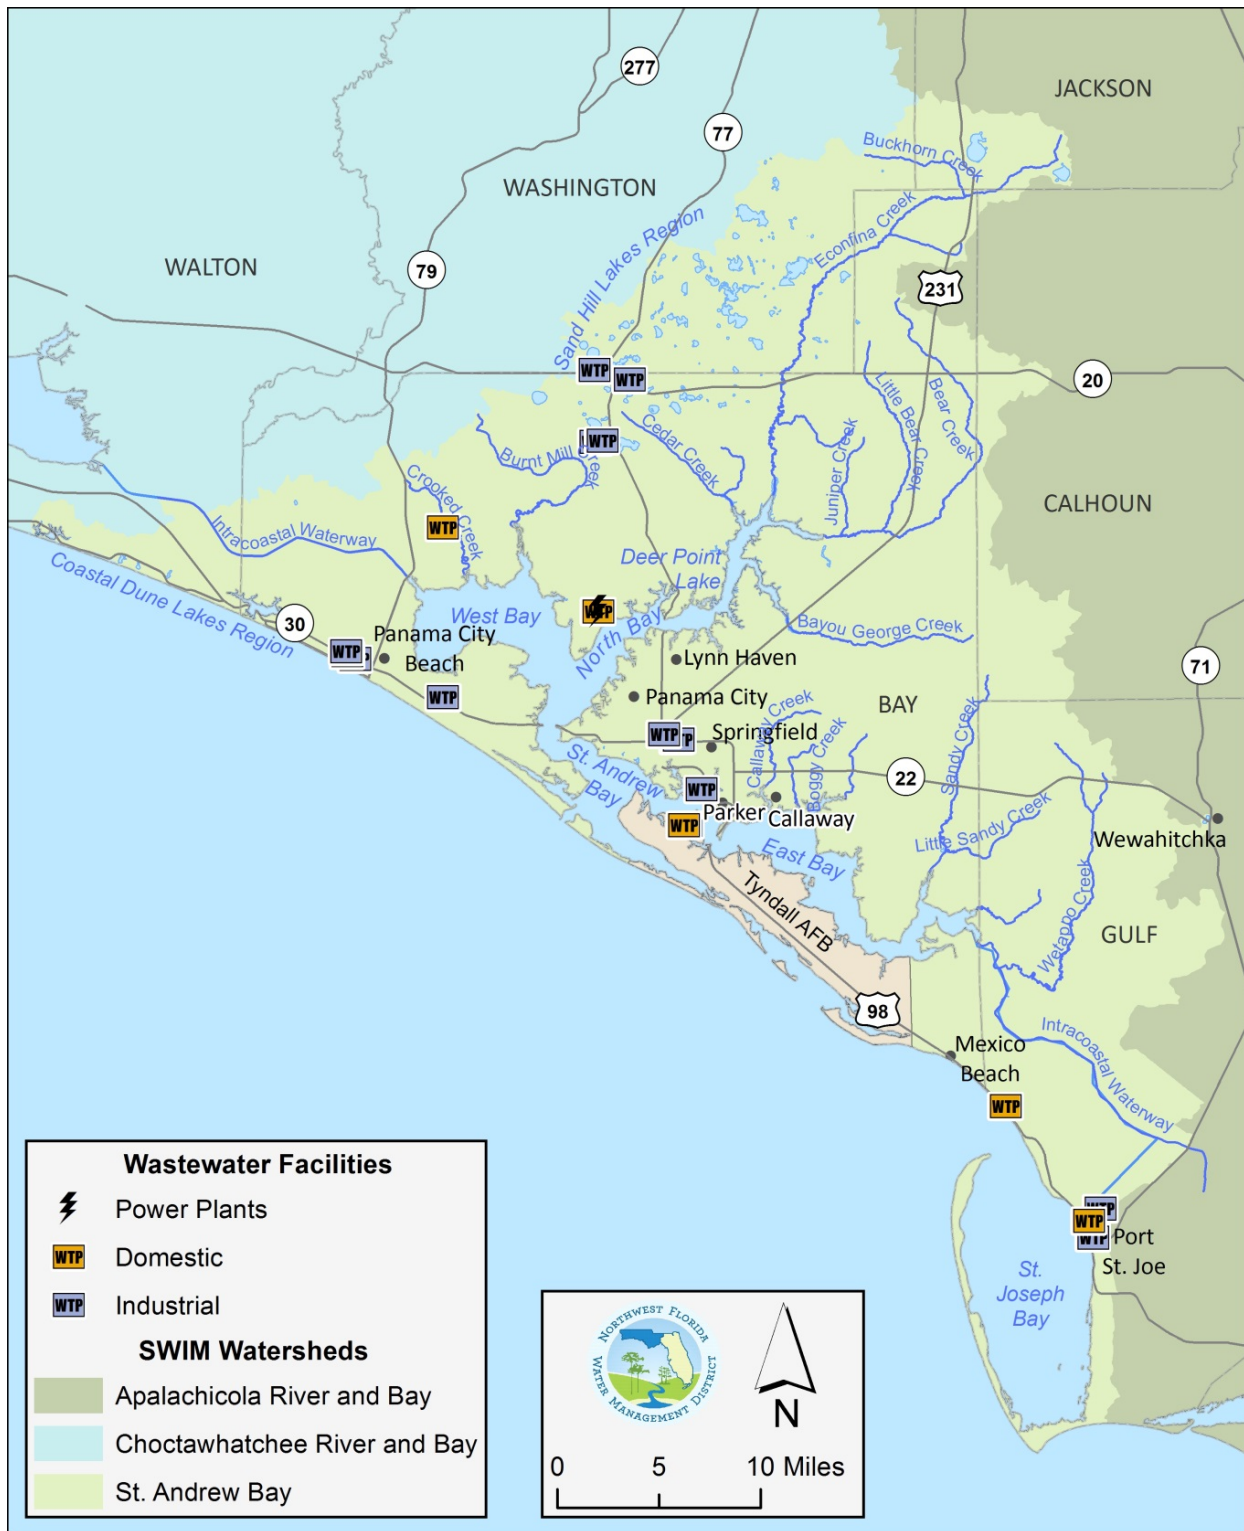 277
JACKSON
77
Buckhorn Creek
WASHINGTON
Econfina Creek
Sand Hill Lakes Region
WALTON
79
231
WTP
WTP
20
Little Bear Creek
Bear Creek
WTP
Cedar Creek
Burnt Mill Creek
Juniper Creek
Crooked Creek
CALHOUN
WTP
Intracoastal Waterway
Deer Point
Lake
Coastal Dune Lakes Region
West Bay
WTP
North Bay
30
Bayou George Creek
Panama City
Beach
WTP
Lynn Haven
71
WTP
Panama City
BAY
Callaway Creek
Sandy Creek
WTP
WTP
Springfield
Boggy Creek
St. Andrew
Bay
22
WTP
Parker
Callaway
WTP
Little Sandy Creek
Wewahitchka
East Bay
Tyndall AFB
Wetappo Creek
GULF
98
Intracoastal Waterway
Mexico
Beach
WTP
WTP
WTP
WTP
Port
St. Joe
St.
Joseph
Bay
Wastewater Facilities
Power Plants
WTP Domestic
WTP Industrial
SWIM Watersheds
Apalachicola River and Bay
Choctawhatchee River and Bay
St. Andrew Bay
NORTHWEST FLORIDA
WATER MANAGEMENT DISTRICT
N
0 5 10 Miles